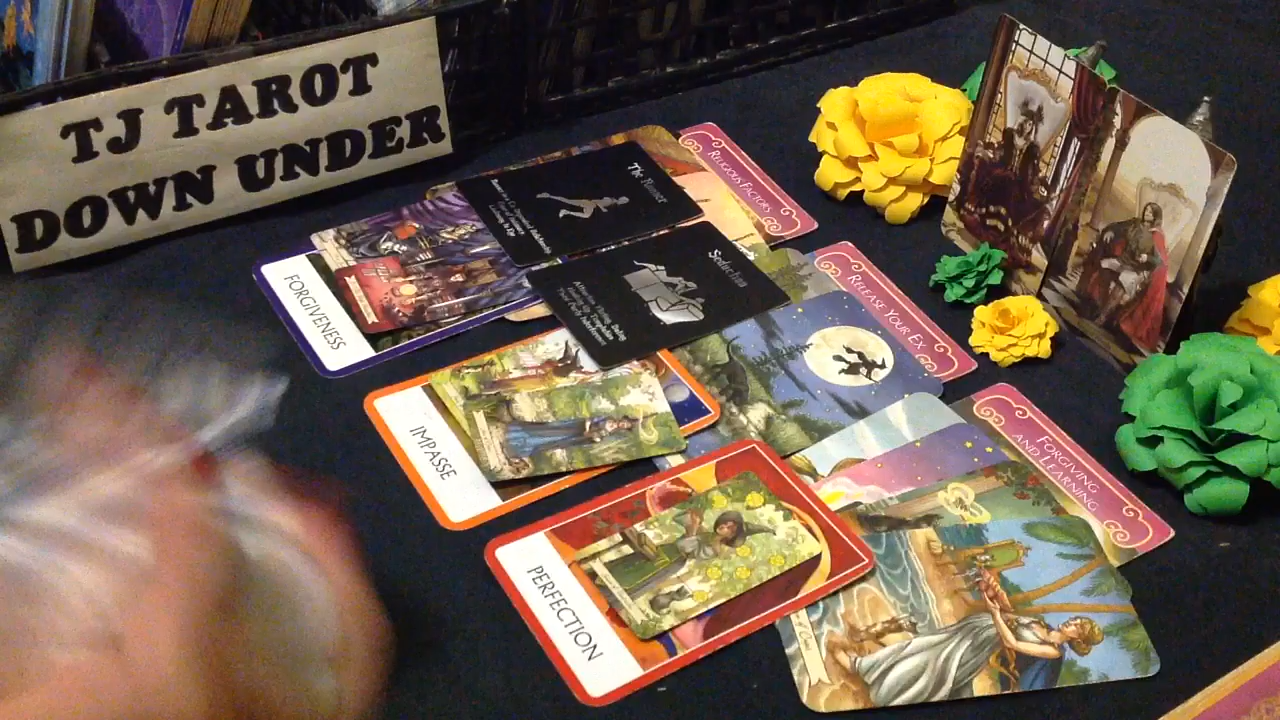 TJ TAROT
DOWN UNDER
RELIGIOUS FACTORS
The Runner
Seduction
RELEASE YOUR EX
FORGIVENESS
IMPASSE
FORGIVING
AND LEARNING
PERFECTION